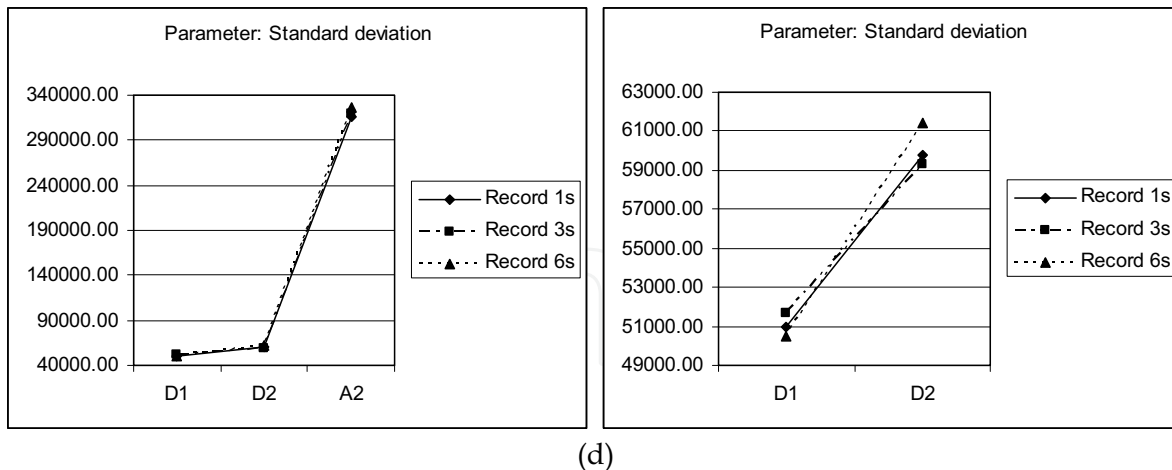 Parameter: Standard deviation
340000.00
290000.00
240000.00
190000.00
140000.00
90000.00
40000.00
D1 D2 A2
Record 1s
Record 3s
Record 6s
Parameter: Standard deviation
63000.00
61000.00
59000.00
57000.00
55000.00
53000.00
51000.00
49000.00
D1 D2
Record 1s
Record 3s
Record 6s
(d)